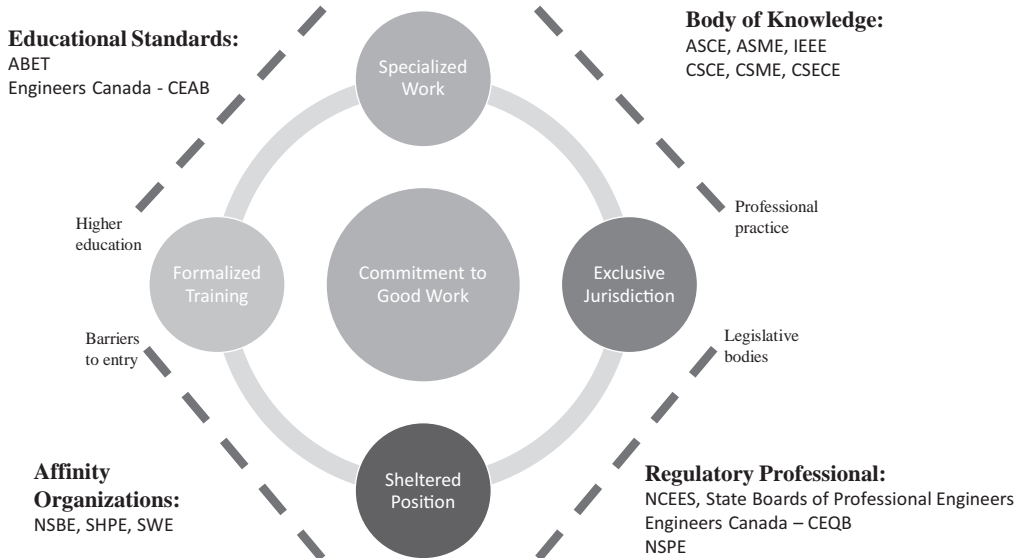 Educational Standards:
ABET
Engineers Canada - CEAB
Body of Knowledge:
ASCE, ASME, IEEE
CSCE, CSME, CSECE
Specialized
Work
Higher
education
Professional
practice
Formalized
Training
Commitment to
Good Work
Exclusive
Jurisdiction
Barriers
to entry
Legislative
bodies
Sheltered
Position
Affinity
Organizations:
NSBE, SHPE, SWE
Regulatory Professional:
NCEES, State Boards of Professional Engineers
Engineers Canada – CEQB
NSPE